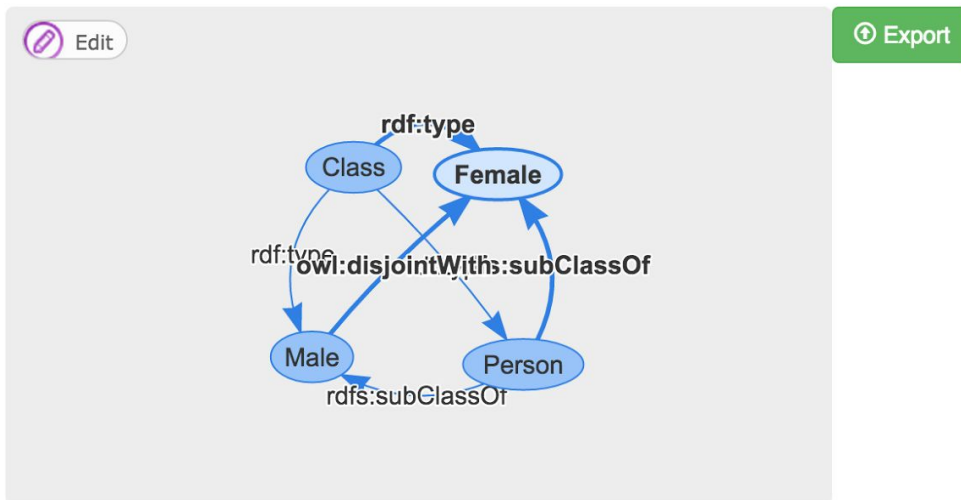 Edit
Export
rdf:type
Class
Female
rdf:type
owl:disjointWith
:subClassOf
Male
Person
rdfs:subClassOf